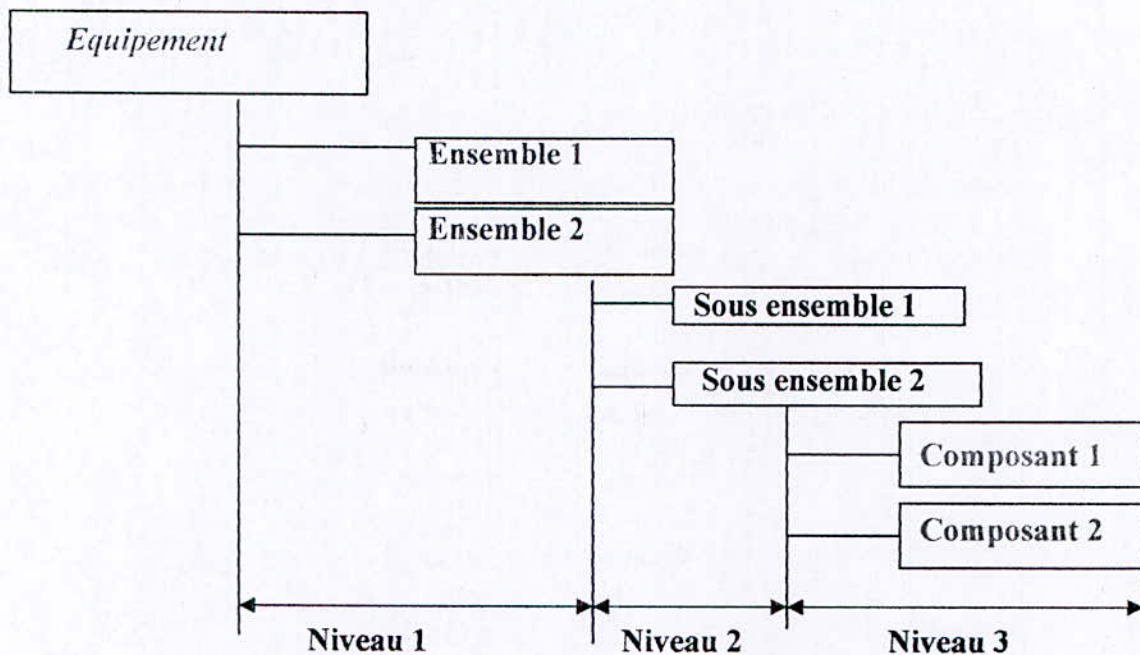 Equipement
Ensemble 1
Ensemble 2
Sous ensemble 1
Sous ensemble 2
Composant 1
Composant 2
Niveau 1 Niveau 2 Niveau 3